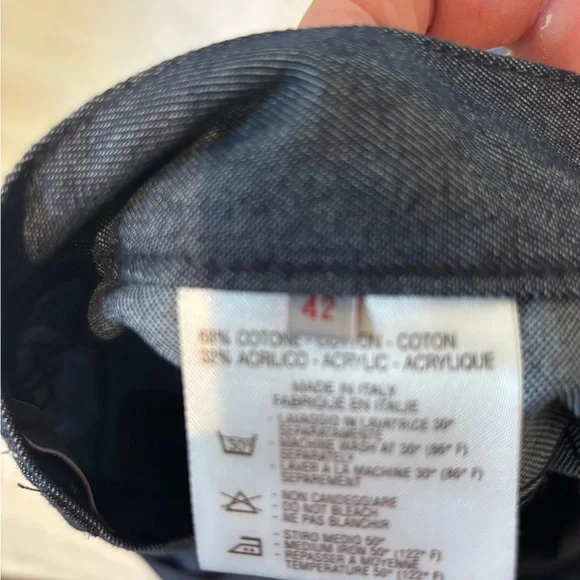 42
68% COTONE - COTTON - COTON
32% ACRILICO - ACRYLIC - ACRYLIQUE
MADE IN ITALY
FABRIQUÉ EN ITALIE
- LAVAGGIO IN LAVATRICE 30°
SEPARATAMENTE
- MACHINE WASH AT 30° (86° F)
SEPARATELY
- LAVER A LA MACHINE 30° (86° F)
SEPAREMENT
30°
- NON CANDEGGIARE
- DO NOT BLEACH
- NE PAS BLANCHIR
- STIRO MEDIO 50°
- MEDIUM IRON 50° (122° F)
- REPASSER A MOYENNE
TEMPERATURE 50° (122° F)